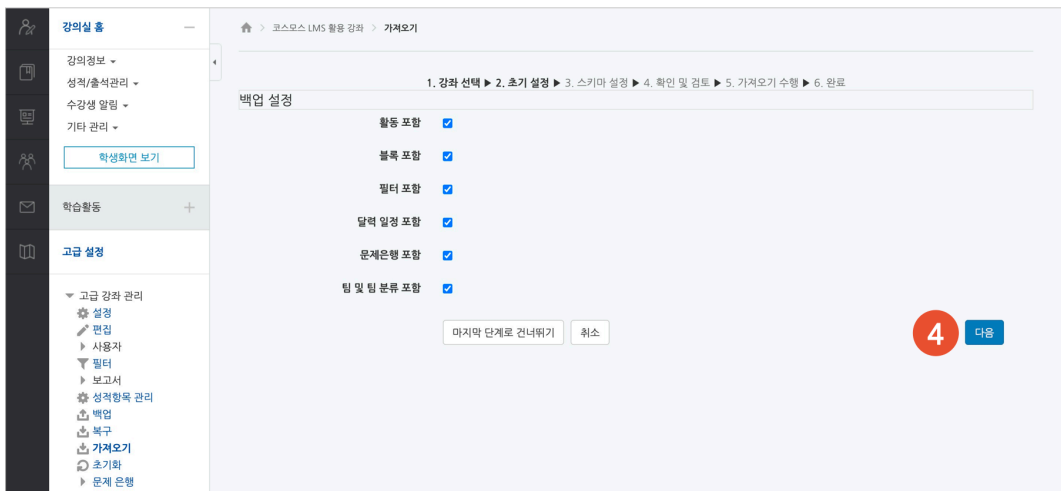 강의실 홈
강의정보
성적/출석관리
수강생 알림
기타 관리
학생화면 보기
학습활동
고급 설정
고급 강좌 관리
설정
편집
사용자
필터
보고서
성적항목 관리
백업
복구
가져오기
초기화
문제 은행
코스모스 LMS 활용 강좌 > 가져오기
1. 강좌 선택 ▶ 2. 초기 설정 ▶ 3. 스키마 설정 ▶ 4. 확인 및 검토 ▶ 5. 가져오기 수행 ▶ 6. 완료
백업 설정
활동 포함
블록 포함
필터 포함
달력 일정 포함
문제은행 포함
팀 및 팀 분류 포함
마지막 단계로 건너뛰기 취소 4 다음